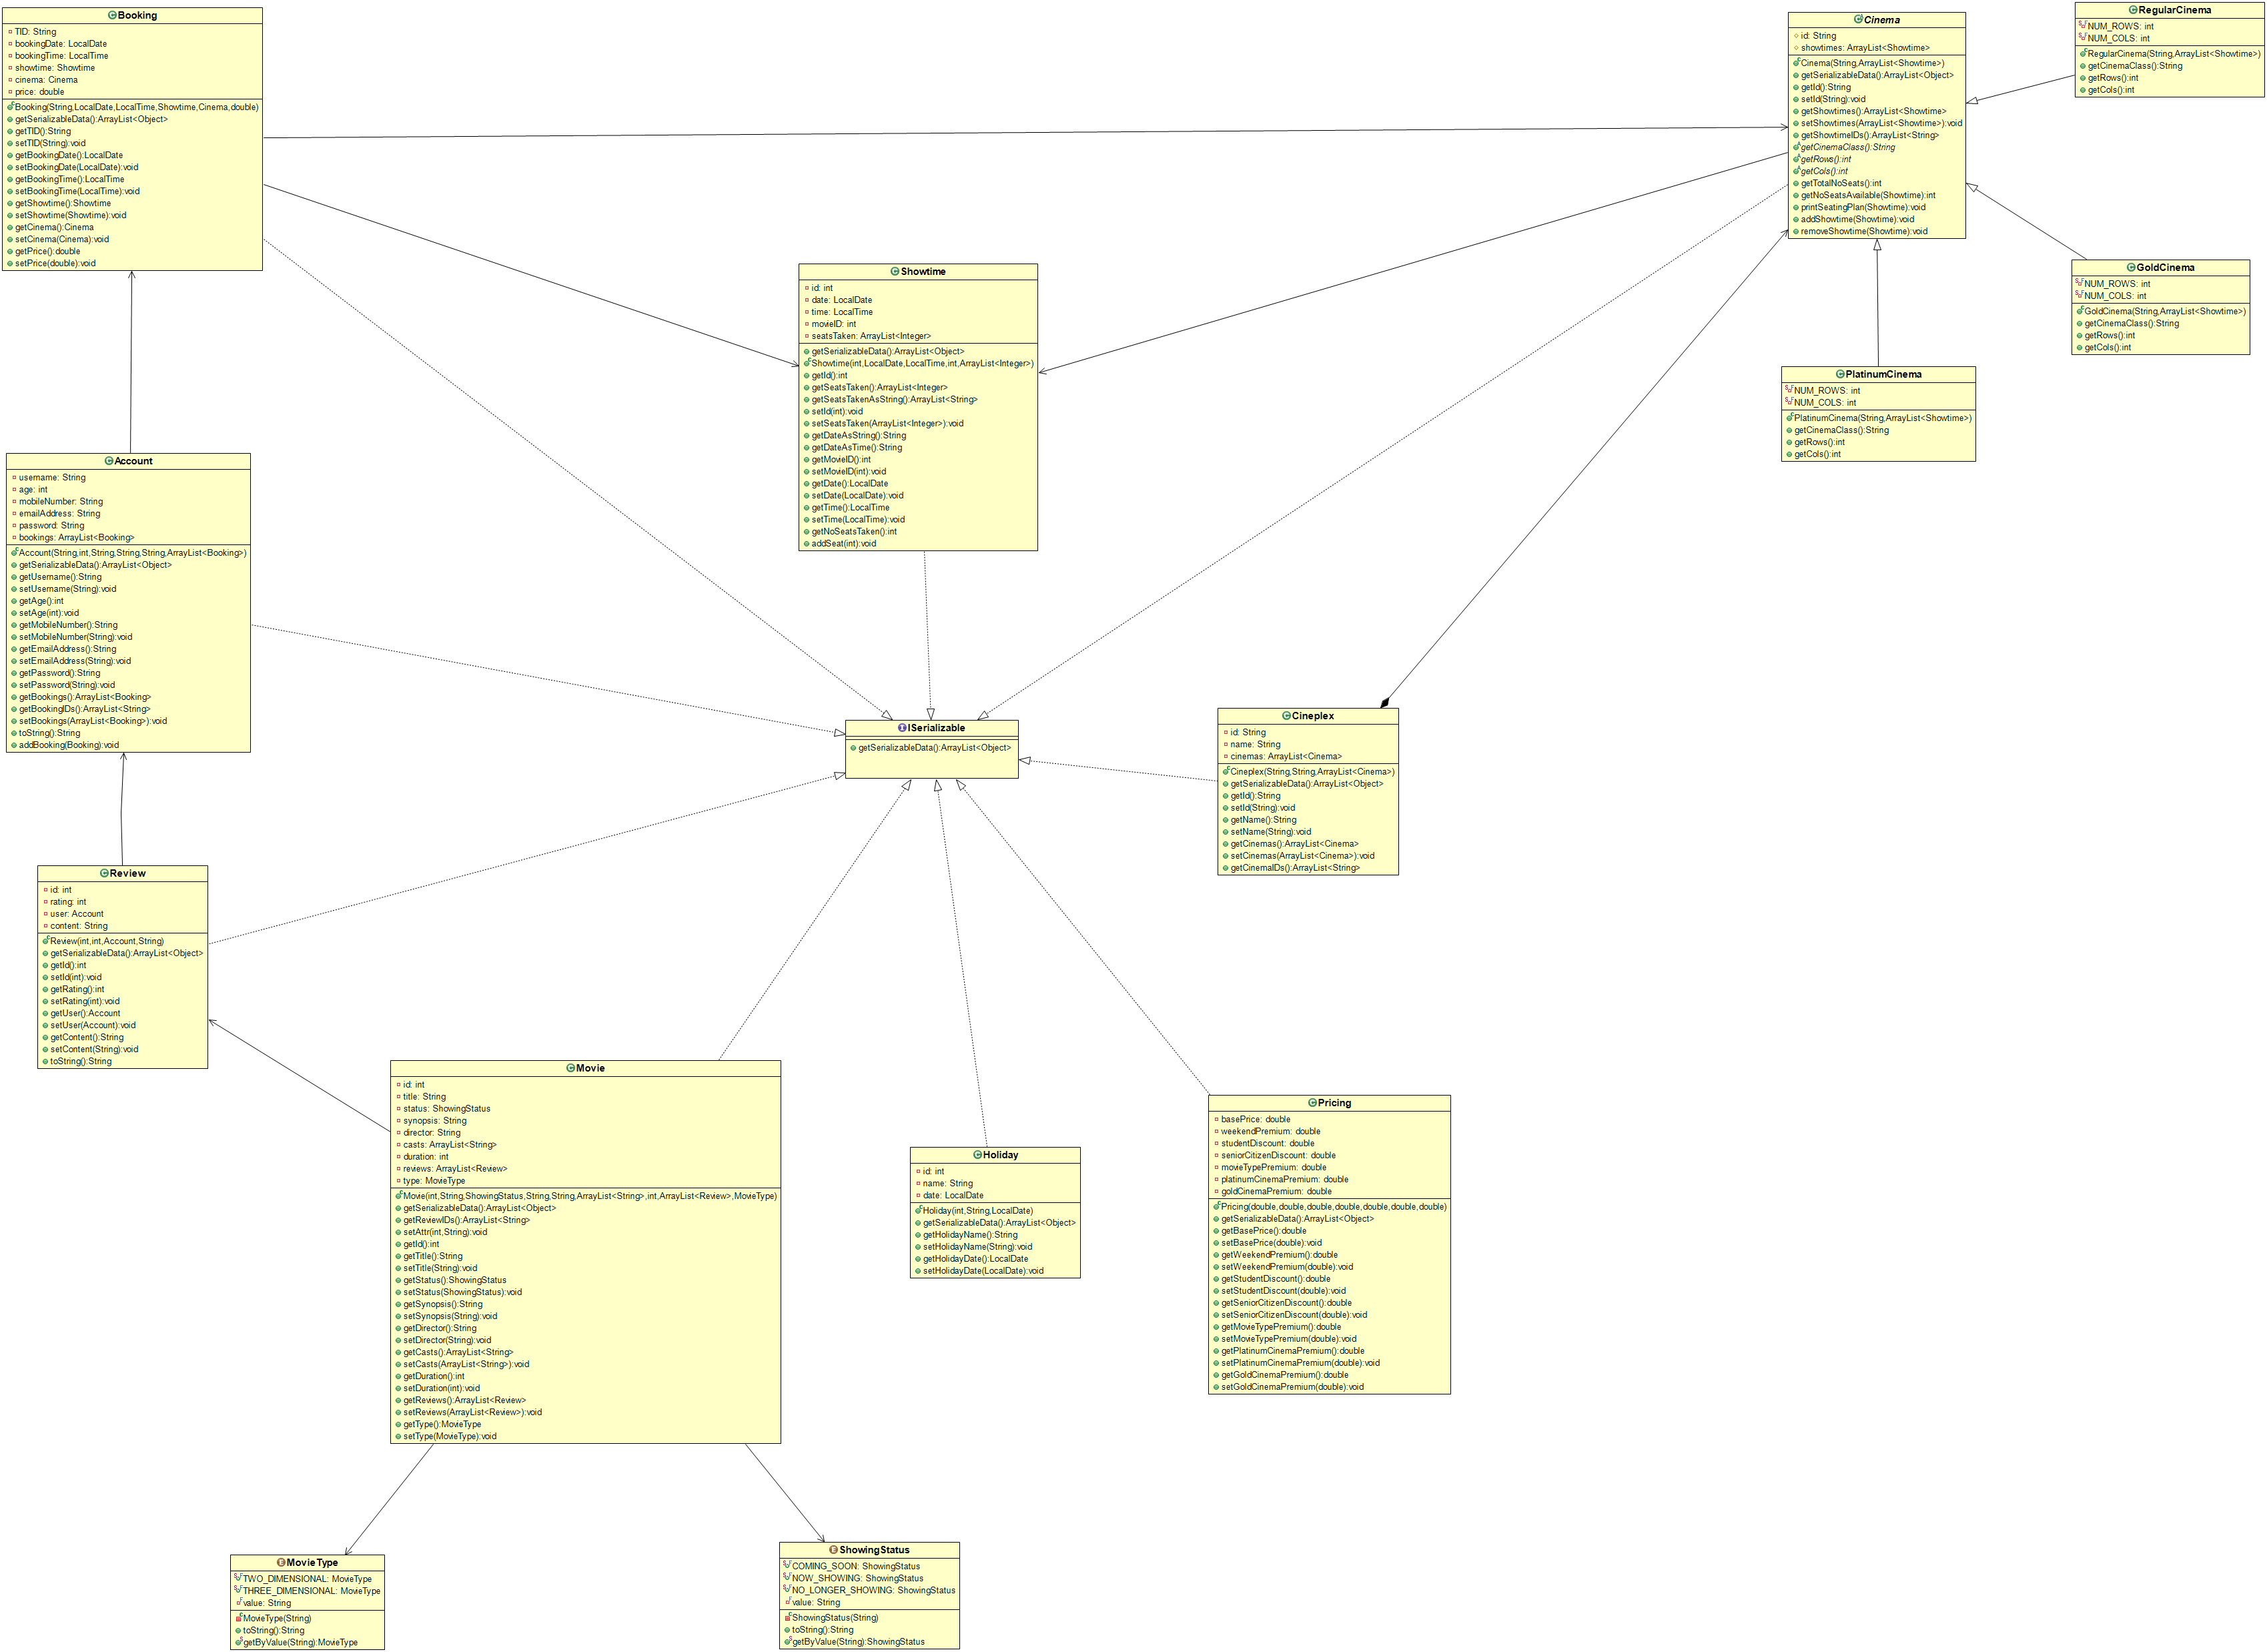 Booking
TID: String
bookingDate: LocalDate
bookingTime: LocalTime
showtime: Showtime
cinema: Cinema
price: double
Booking(String,LocalDate,LocalTime,Showtime,Cinema,double)
getSerializableData():ArrayList<Object>
getTID():String
setTID(String):void
getBookingDate():LocalDate
setBookingDate(LocalDate):void
getBookingTime():LocalTime
setBookingTime(LocalTime):void
getShowtime():Showtime
setShowtime(Showtime):void
getCinema():Cinema
setCinema(Cinema):void
getPrice():double
setPrice(double):void
Cinema
id: String
showtimes: ArrayList<Showtime>
Cinema(String,ArrayList<Showtime>)
getSerializableData():ArrayList<Object>
getId():String
setId(String):void
getShowtimes():ArrayList<Showtime>
setShowtimes(ArrayList<Showtime>):void
getShowtimeIDs():ArrayList<String>
getCinemaClass():String
getRows():int
getCols():int
getTotalNoSeats():int
getNoSeatsAvailable(Showtime):int
printSeatingPlan(Showtime):void
addShowtime(Showtime):void
removeShowtime(Showtime):void
RegularCinema
NUM_ROWS: int
NUM_COLS: int
RegularCinema(String,ArrayList<Showtime>)
getCinemaClass():String
getRows():int
getCols():int
GoldCinema
NUM_ROWS: int
NUM_COLS: int
GoldCinema(String,ArrayList<Showtime>)
getCinemaClass():String
getRows():int
getCols():int
Showtime
id: int
date: LocalDate
time: LocalTime
movieID: int
seatsTaken: ArrayList<Integer>
getSerializableData():ArrayList<Object>
Showtime(int,LocalDate,LocalTime,int,ArrayList<Integer>)
getId():int
getSeatsTaken():ArrayList<Integer>
getSeatsTakenAsString():ArrayList<String>
setId(int):void
setSeatsTaken(ArrayList<Integer>):void
getDateAsString():String
getDateAsTime():String
getMovieID():int
setMovieID(int):void
getDate():LocalDate
setDate(LocalDate):void
getTime():LocalTime
setTime(LocalTime):void
getNoSeatsTaken():int
addSeat(int):void
PlatinumCinema
NUM_ROWS: int
NUM_COLS: int
PlatinumCinema(String,ArrayList<Showtime>)
getCinemaClass():String
getRows():int
getCols():int
Account
username: String
age: int
mobileNumber: String
emailAddress: String
password: String
bookings: ArrayList<Booking>
Account(String,int,String,String,String,ArrayList<Booking>)
getSerializableData():ArrayList<Object>
getUsername():String
setUsername(String):void
getAge():int
setAge(int):void
getMobileNumber():String
setMobileNumber(String):void
getEmailAddress():String
setEmailAddress(String):void
getPassword():String
setPassword(String):void
getBookings():ArrayList<Booking>
getBookingIDs():ArrayList<String>
setBookings(ArrayList<Booking>):void
toString():String
addBooking(Booking):void
ISerializable
getSerializableData():ArrayList<Object>
Cineplex
id: String
name: String
cinemas: ArrayList<Cinema>
Cineplex(String,String,ArrayList<Cinema>)
getSerializableData():ArrayList<Object>
getId():String
setId(String):void
getName():String
setName(String):void
getCinemas():ArrayList<Cinema>
setCinemas(ArrayList<Cinema>):void
getCinemaIDs():ArrayList<String>
Review
id: int
rating: int
user: Account
content: String
Review(int,int,Account,String)
getSerializableData():ArrayList<Object>
getId():int
setId(int):void
getRating():int
setRating(int):void
getUser():Account
setUser(Account):void
getContent():String
setContent(String):void
toString():String
Movie
id: int
title: String
status: ShowingStatus
synopsis: String
director: String
casts: ArrayList<String>
duration: int
reviews: ArrayList<Review>
type: MovieType
Movie(int,String,ShowingStatus,String,String,ArrayList<String>,int,ArrayList<Review>,MovieType)
getSerializableData():ArrayList<Object>
getReviewIDs():ArrayList<String>
setAttr(int,String):void
getId():int
getTitle():String
setTitle(String):void
getStatus():ShowingStatus
setStatus(ShowingStatus):void
getSynopsis():String
setSynopsis(String):void
getDirector():String
setDirector(String):void
getCasts():ArrayList<String>
setCasts(ArrayList<String>):void
getDuration():int
setDuration(int):void
getReviews():ArrayList<Review>
setReviews(ArrayList<Review>):void
getType():MovieType
setType(MovieType):void
Holiday
id: int
name: String
date: LocalDate
Holiday(int,String,LocalDate)
getSerializableData():ArrayList<Object>
getHolidayName():String
setHolidayName(String):void
getHolidayDate():LocalDate
setHolidayDate(LocalDate):void
Pricing
basePrice: double
weekendPremium: double
studentDiscount: double
seniorCitizenDiscount: double
movieTypePremium: double
platinumCinemaPremium: double
goldCinemaPremium: double
Pricing(double,double,double,double,double,double,double)
getSerializableData():ArrayList<Object>
getBasePrice():double
setBasePrice(double):void
getWeekendPremium():double
setWeekendPremium(double):void
getStudentDiscount():double
setStudentDiscount(double):void
getSeniorCitizenDiscount():double
setSeniorCitizenDiscount(double):void
getMovieTypePremium():double
setMovieTypePremium(double):void
getPlatinumCinemaPremium():double
setPlatinumCinemaPremium(double):void
getGoldCinemaPremium():double
setGoldCinemaPremium(double):void
MovieType
TWO_DIMENSIONAL: MovieType
THREE_DIMENSIONAL: MovieType
value: String
MovieType(String)
toString():String
getByValue(String):MovieType
ShowingStatus
COMING_SOON: ShowingStatus
NOW_SHOWING: ShowingStatus
NO_LONGER_SHOWING: ShowingStatus
value: String
ShowingStatus(String)
toString():String
getByValue(String):ShowingStatus